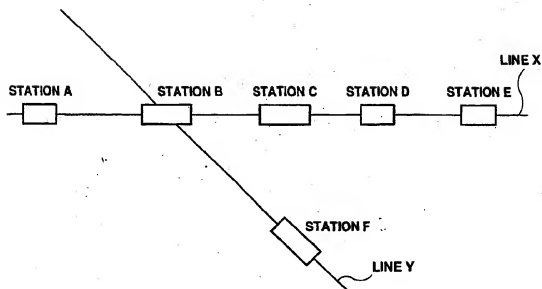 LINE X
STATION A
STATION B
STATION C
STATION D
STATION E
STATION F
LINE Y